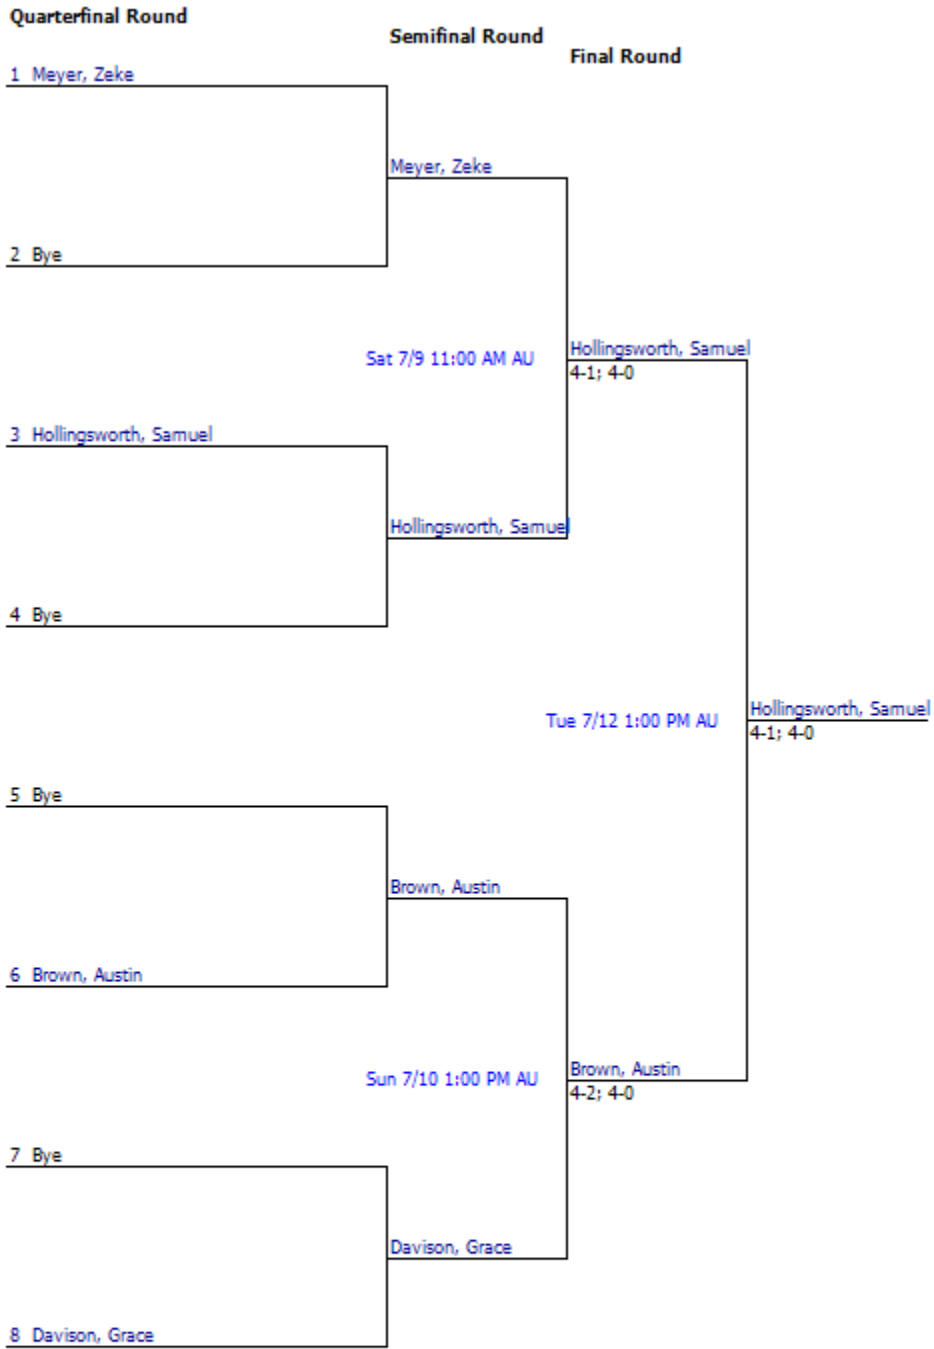 Quarterfinal Round
Semifinal Round
Final Round
1 Meyer, Zeke
Meyer, Zeke
2 Bye
Sat 7/9 11:00 AM AU
Hollingsworth, Samuel
4-1; 4-0
3 Hollingsworth, Samuel
Hollingsworth, Samuel
4 Bye
Tue 7/12 1:00 PM AU
Hollingsworth, Samuel
4-1; 4-0
5 Bye
Brown, Austin
6 Brown, Austin
Sun 7/10 1:00 PM AU
Brown, Austin
4-2; 4-0
7 Bye
Davison, Grace
8 Davison, Grace